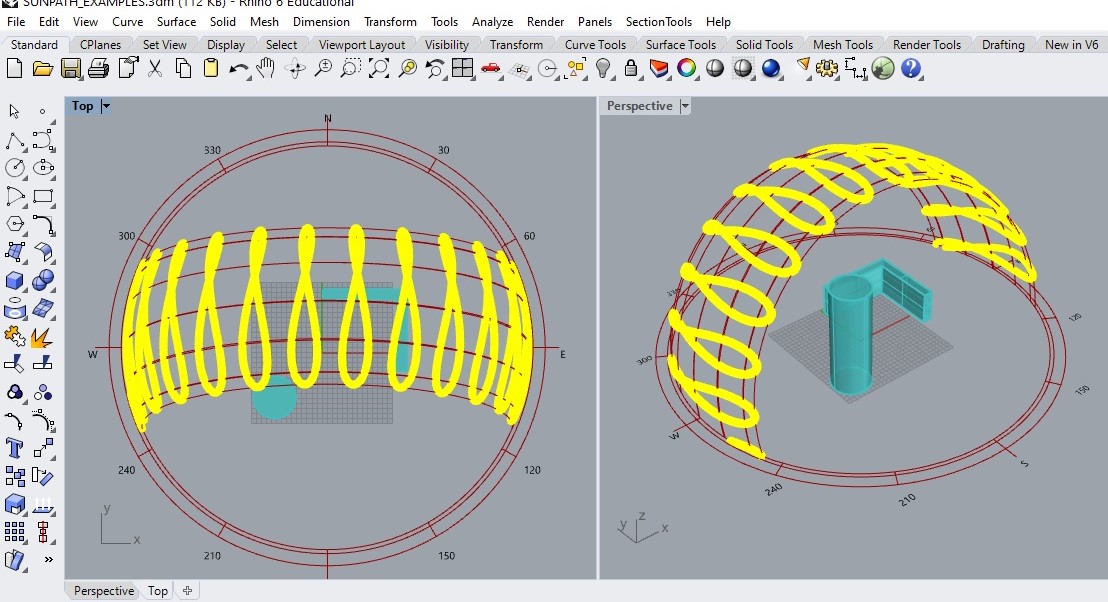 SUNPATH_EXAMPLES.3dm (112 KB) - Rhino 6 Educational
File Edit View Curve Surface Solid Mesh Dimension Transform Tools Analyze Render Panels SectionTools Help
Standard CPlanes Set View Display Select Viewport Layout Visibility Transform Curve Tools Surface Tools Solid Tools Mesh Tools Render Tools Drafting New in V6
Top
N
330 30
300 60
W E
240 120
210 150
y
x
Perspective
60
330
120
300
150
W
S
240
210
z
y x
Perspective Top